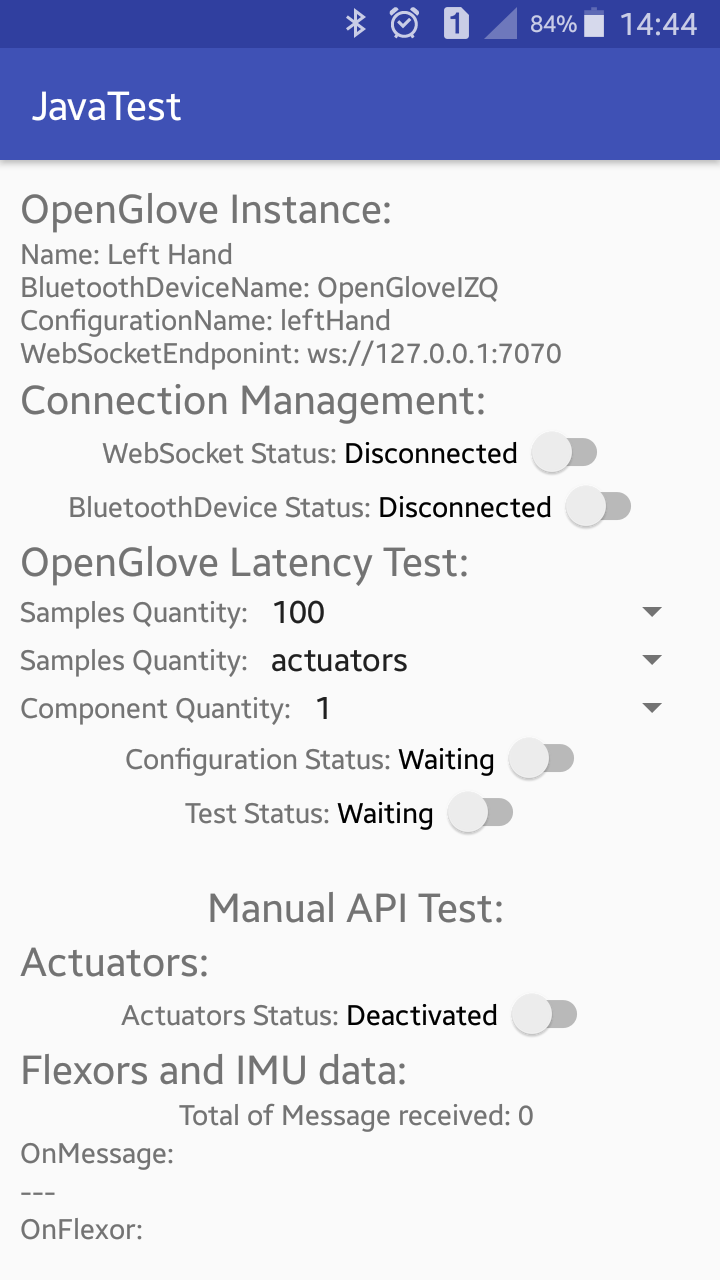 1 84% 14:44
JavaTest
OpenGlove Instance:
Name: Left Hand
BluetoothDeviceName: OpenGloveIZQ
ConfigurationName: leftHand
WebSocketEndponint: ws://127.0.0.1:7070
Connection Management:
WebSocket Status: Disconnected
BluetoothDevice Status: Disconnected
OpenGlove Latency Test:
Samples Quantity: 100
Samples Quantity: actuators
Component Quantity: 1
Configuration Status: Waiting
Test Status: Waiting
Manual API Test:
Actuators:
Actuators Status: Deactivated
Flexors and IMU data:
Total of Message received: 0
OnMessage:
---
OnFlexor: